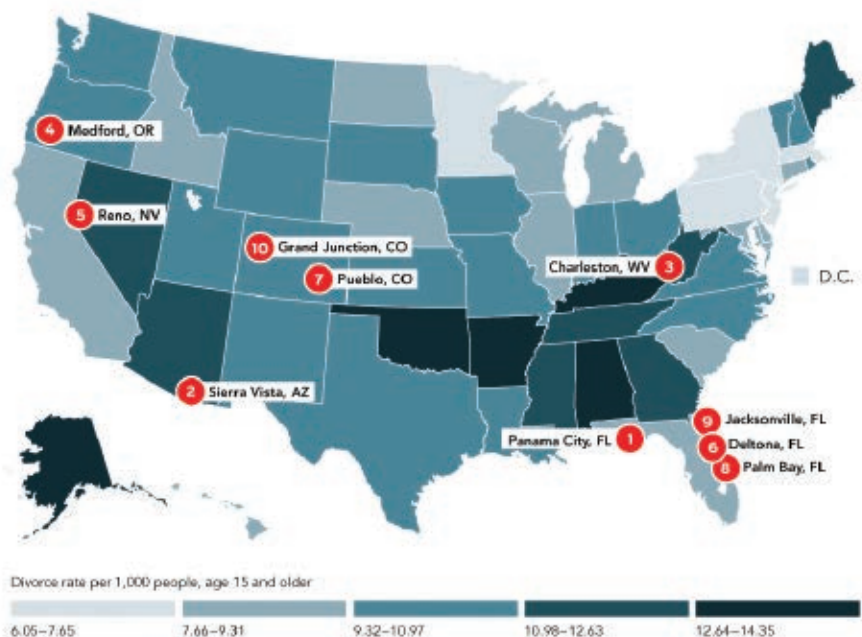 4 Medford, OR
5 Reno, NV
10 Grand Junction, CO
7 Pueblo, CO
Charleston, WV 3
D.C.
2 Sierra Vista, AZ
9 Jacksonville, FL
Panama City, FL 1
6 Deltona, FL
8 Palm Bay, FL
Divorce rate per 1,000 people, age 15 and older
6.05–7.65 7.66–9.31 9.32–10.97 10.98–12.63 12.64–14.35